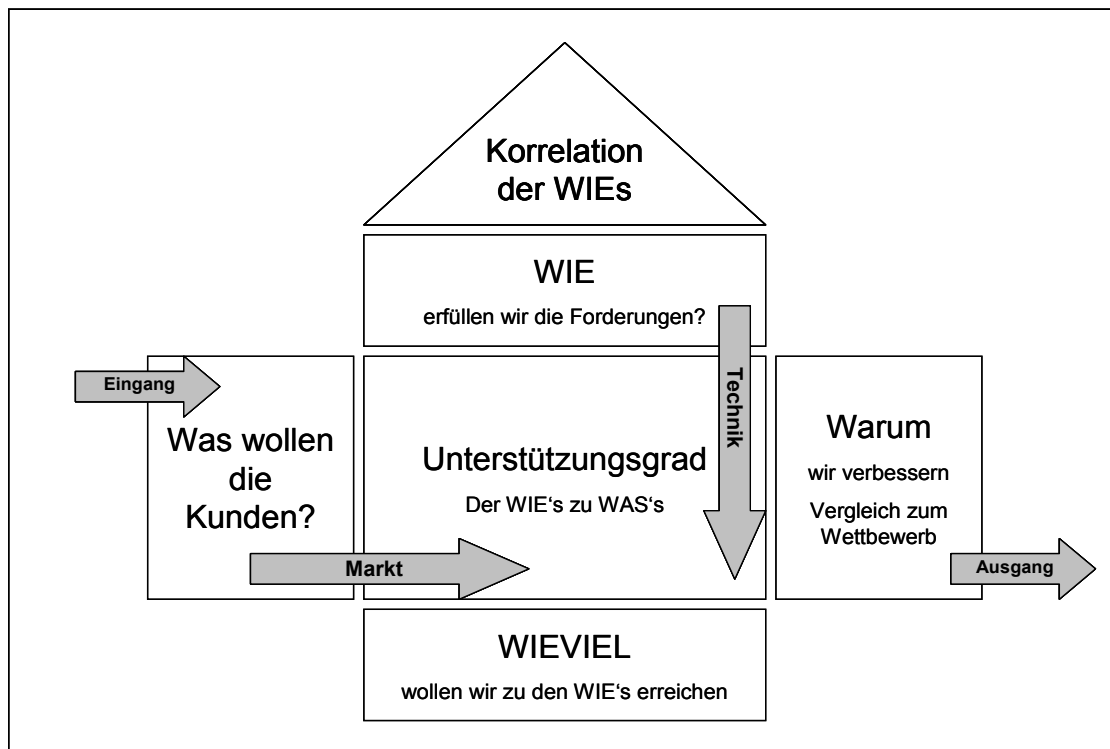 Korrelation
der WIEs
WIE
erfüllen wir die Forderungen?
Eingang
Was wollen
die
Kunden?
Markt
Unterstützungsgrad
Der WIE‘s zu WAS‘s
Technik
Warum
wir verbessern
Vergleich zum
Wettbewerb
Ausgang
WIEVIEL
wollen wir zu den WIE‘s erreichen